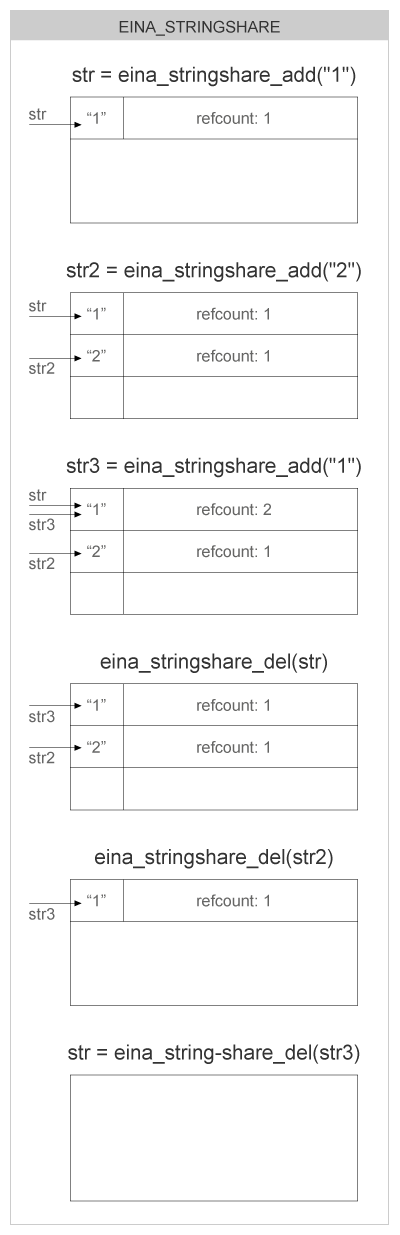 EINA_STRINGSHARE
str = eina_stringshare_add("1")
str
“1” refcount: 1
str2 = eina_stringshare_add("2")
str
“1” refcount: 1
“2” refcount: 1
str2
str3 = eina_stringshare_add("1")
str
“1” refcount: 2
str3
“2” refcount: 1
str2
eina_stringshare_del(str)
“1” refcount: 1
str3
“2” refcount: 1
str2
eina_stringshare_del(str2)
“1” refcount: 1
str3
str = eina_string-share_del(str3)